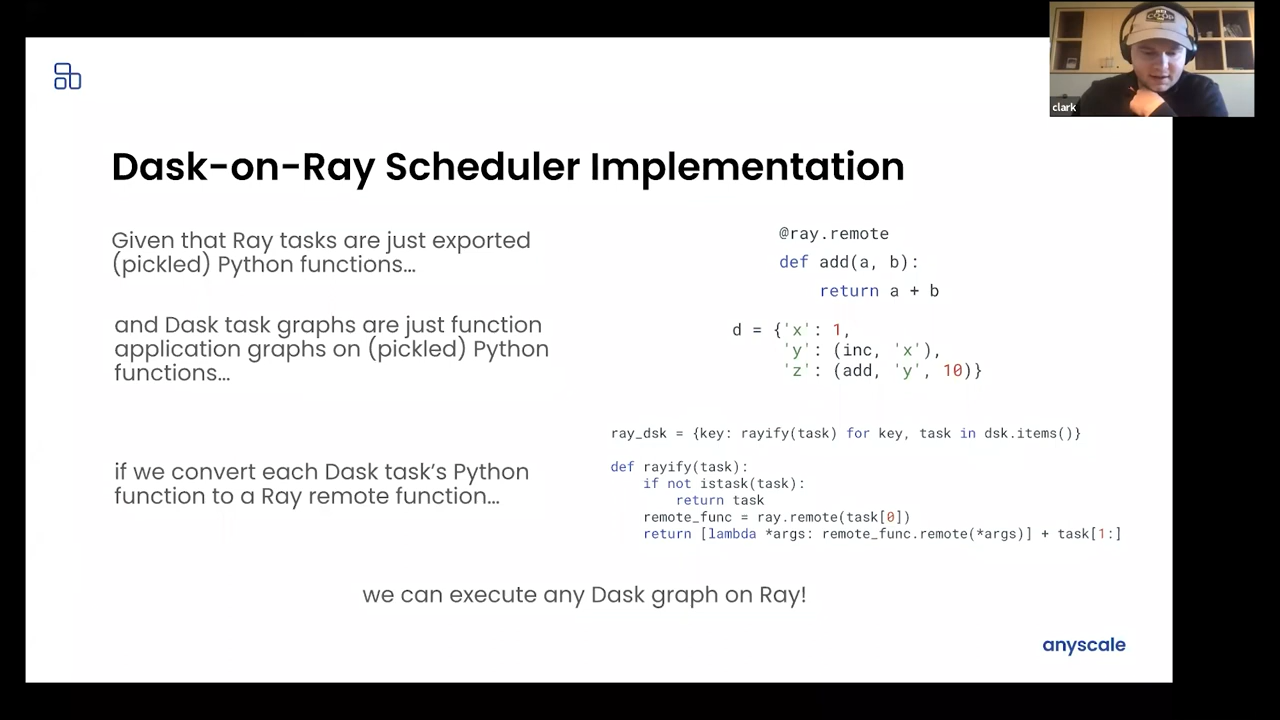 clark
Dask-on-Ray Scheduler Implementation
Given that Ray tasks are just exported
(pickled) Python functions...
@ray.remote
def add(a, b):
    return a + b
and Dask task graphs are just function
application graphs on (pickled) Python
functions...
d = {'x': 1,
     'y': (inc, 'x'),
     'z': (add, 'y', 10)}
if we convert each Dask task's Python
function to a Ray remote function...
ray_dsk = {key: rayify(task) for key, task in dsk.items()}
def rayify(task):
    if not istask(task):
        return task
    remote_func = ray.remote(task[0])
    return [lambda *args: remote_func.remote(*args)] + task[1:]
we can execute any Dask graph on Ray!
anyscale